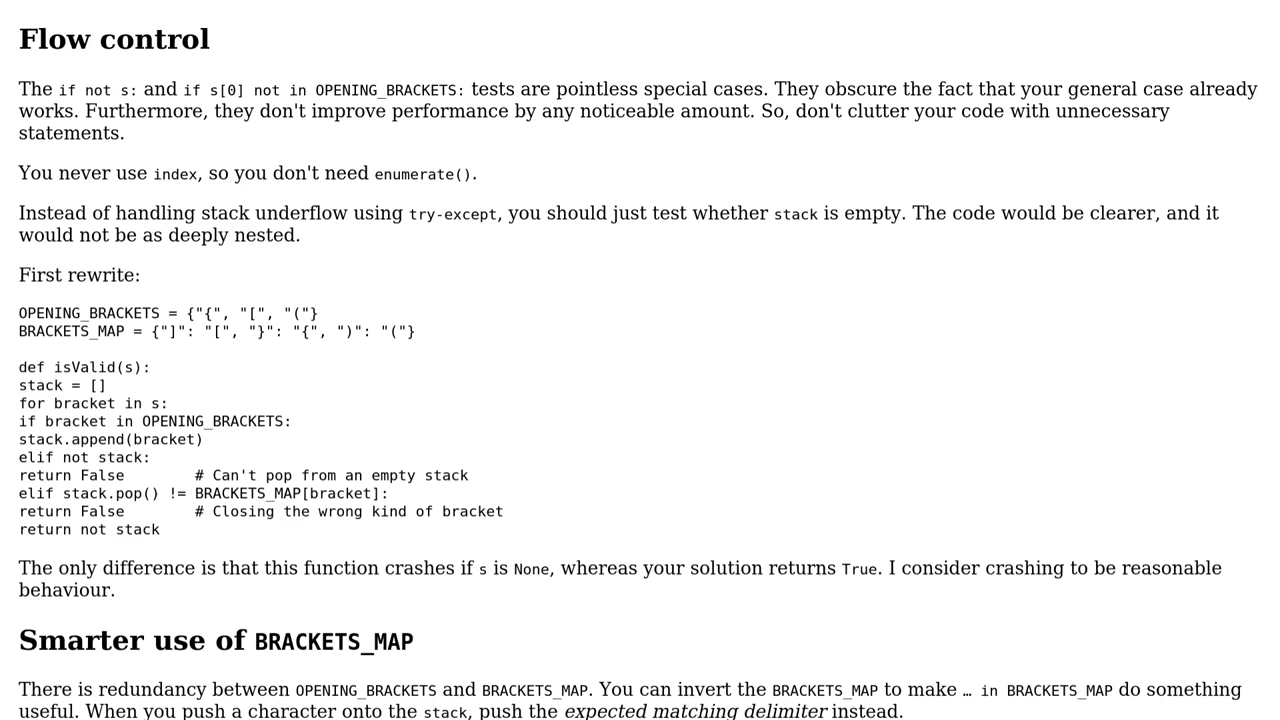 Flow control
The if not s: and if s[0] not in OPENING_BRACKETS: tests are pointless special cases. They obscure the fact that your general case already
works. Furthermore, they don't improve performance by any noticeable amount. So, don't clutter your code with unnecessary
statements.
You never use index, so you don't need enumerate().
Instead of handling stack underflow using try-except, you should just test whether stack is empty. The code would be clearer, and it
would not be as deeply nested.
First rewrite:
OPENING_BRACKETS = {"{", "[", "("}
BRACKETS_MAP = {"]": "[", "}": "{", ")": "("}
def isValid(s):
stack = []
for bracket in s:
if bracket in OPENING_BRACKETS:
stack.append(bracket)
elif not stack:
return False        # Can't pop from an empty stack
elif stack.pop() != BRACKETS_MAP[bracket]:
return False        # Closing the wrong kind of bracket
return not stack
The only difference is that this function crashes if s is None, whereas your solution returns True. I consider crashing to be reasonable
behaviour.
Smarter use of BRACKETS_MAP
There is redundancy between OPENING_BRACKETS and BRACKETS_MAP. You can invert the BRACKETS_MAP to make … in BRACKETS_MAP do something
useful. When you push a character onto the stack, push the expected matching delimiter instead.